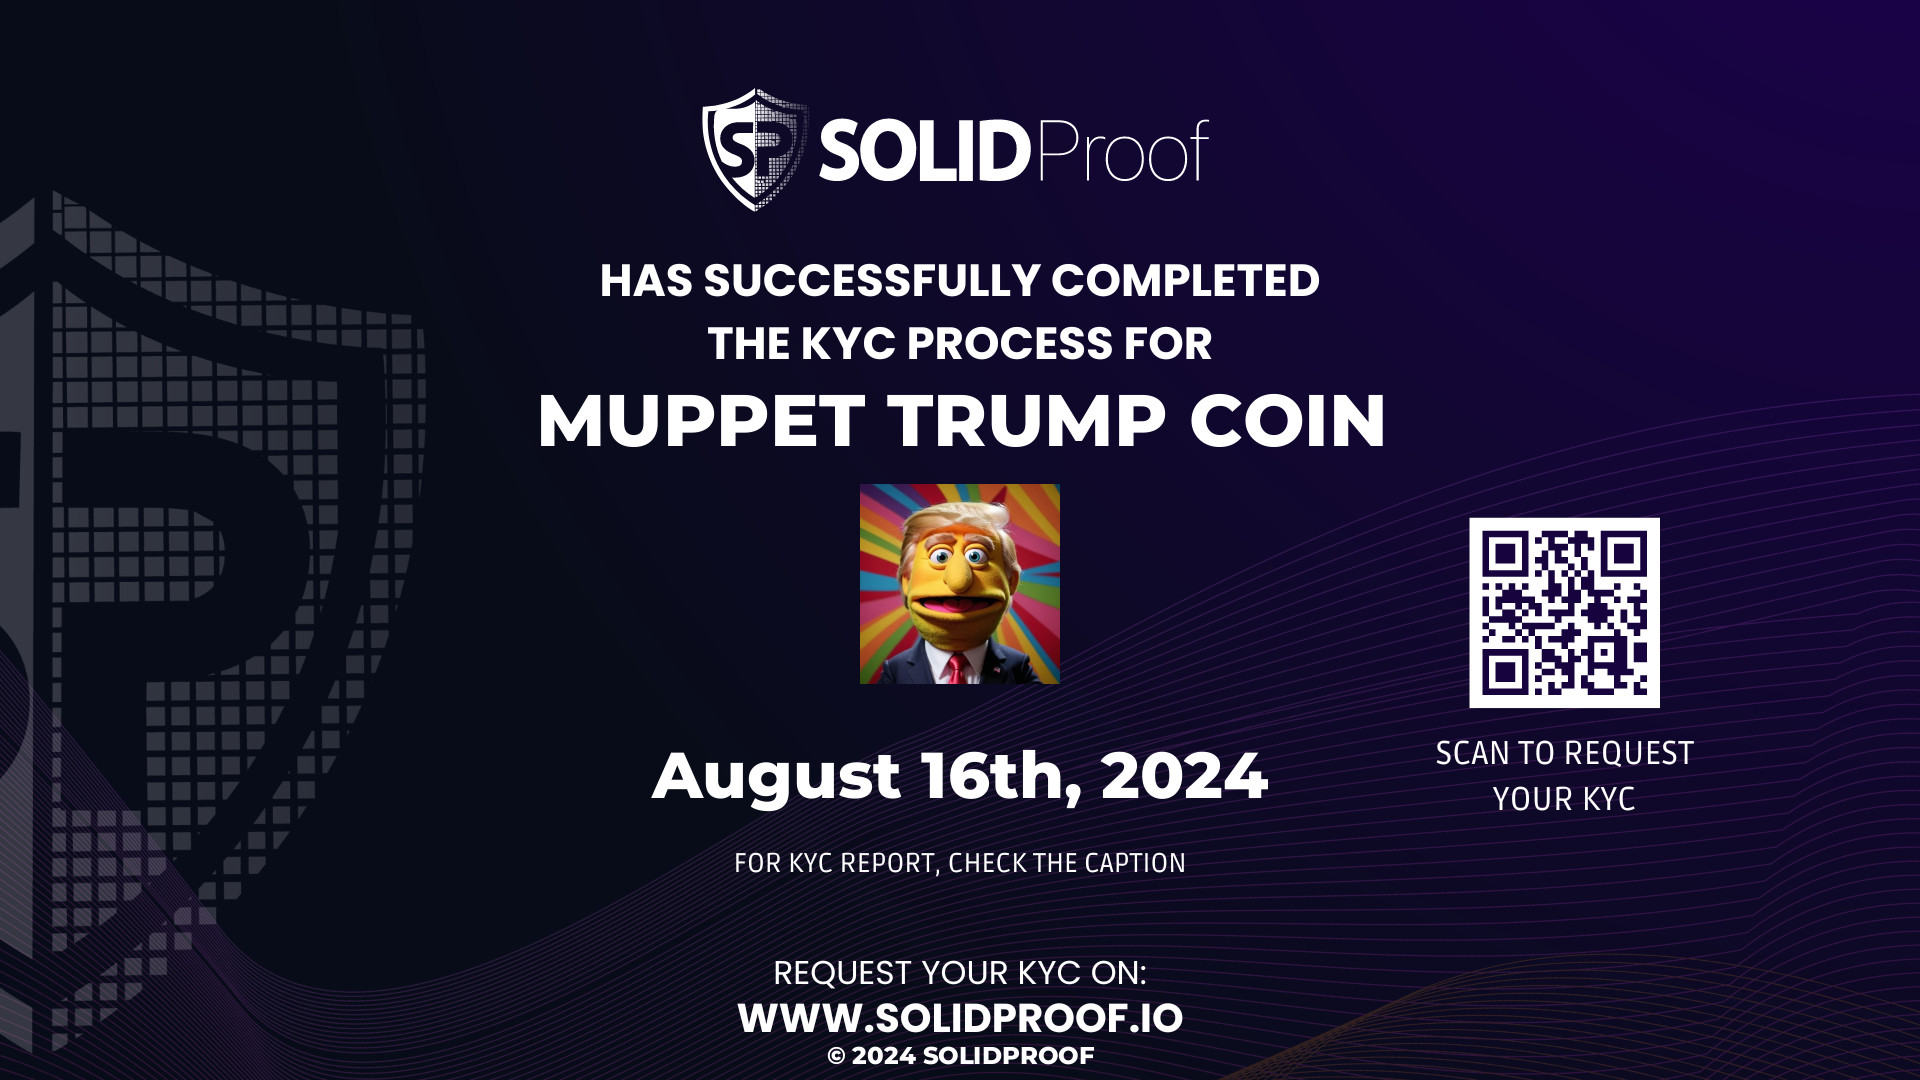 SP SOLIDProof
HAS SUCCESSFULLY COMPLETED
THE KYC PROCESS FOR
MUPPET TRUMP COIN
August 16th, 2024
SCAN TO REQUEST
YOUR KYC
FOR KYC REPORT, CHECK THE CAPTION
REQUEST YOUR KYC ON:
WWW.SOLIDPROOF.IO
© 2024 SOLIDPROOF